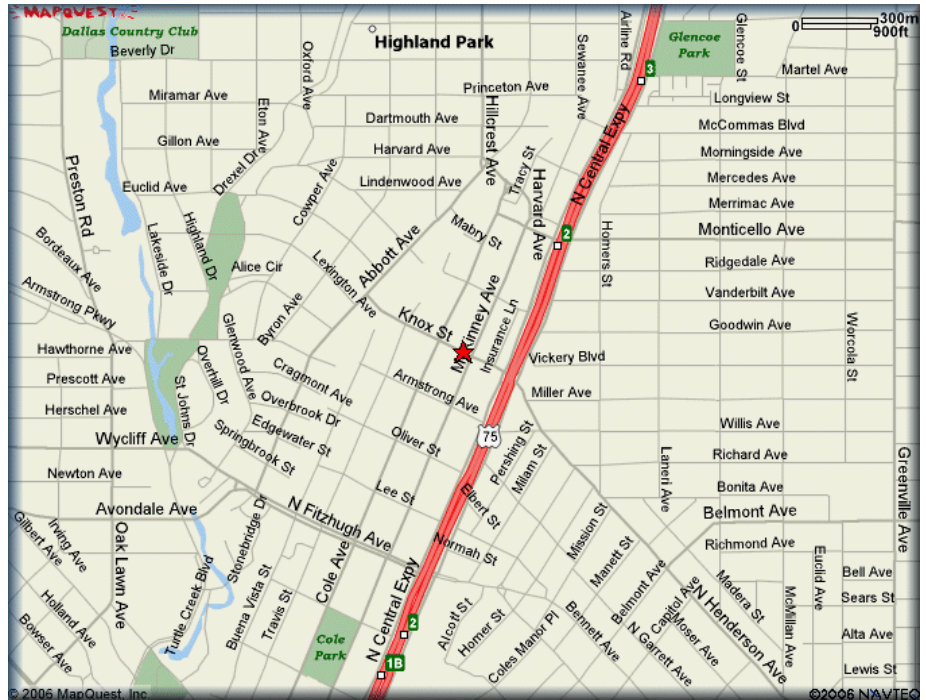 MAPQUEST
Dallas Country Club
Beverly Dr
Highland Park
Airline Rd
Glencoe Park
Glencoe St
0 300m
900ft
Oxford Ave
Sewanee Ave
3
Martel Ave
Miramar Ave
Eton Ave
Princeton Ave
Hillcrest Ave
Longview St
Dartmouth Ave
N Central Expy
McCommas Blvd
Gillon Ave
Harvard Ave
Morningside Ave
Preston Rd
Drexel Dr
Cowper Ave
Tracy St
Harvard Ave
Mercedes Ave
Euclid Ave
Lindenwood Ave
Merrimac Ave
Lakeside Dr
Highland Dr
Mabry St
2
Homers St
Monticello Ave
Bordeaux Ave
Alice Cir
Lexington Ave
Abbott Ave
Ridgedale Ave
Armstrong Pkwy
Byron Ave
Knox St
McKinney Ave
Insurance Ln
Vanderbilt Ave
Glenwood Ave
Goodwin Ave
Worcola St
Hawthorne Ave
Overhill Dr
Vickery Blvd
Prescott Ave
St Johns Dr
Cragmont Ave
Armstrong Ave
Miller Ave
Herschel Ave
Overbrook Dr
Edgewater St
Willis Ave
Wycliff Ave
Springbrook St
Oliver St
75
Pershing St
Milam St
Richard Ave
Laneri Ave
Greenville Ave
Newton Ave
Lee St
Elbert St
Bonita Ave
Avondale Ave
N Fitzhugh Ave
Belmont Ave
Gilbert Ave
Irving Ave
Oak Lawn Ave
Stonebridge Dr
Cole Ave
Normah St
Mission St
Manett St
Richmond Ave
Euclid Ave
Bell Ave
Turtle Creek Blvd
Buena Vista St
Travis St
N Central Expy
Belmont Ave
Capitol Ave
N Henderson Ave
Madera St
McMillan Ave
Sears St
Holland Ave
Bowser Ave
Cole Park
2
Alcott St
Homer St
Coles Manor Pl
Bennett Ave
N Garrett Ave
Moser Ave
Alta Ave
1B
Lewis St
© 2006 MapQuest, Inc
©2006 NAVTEQ